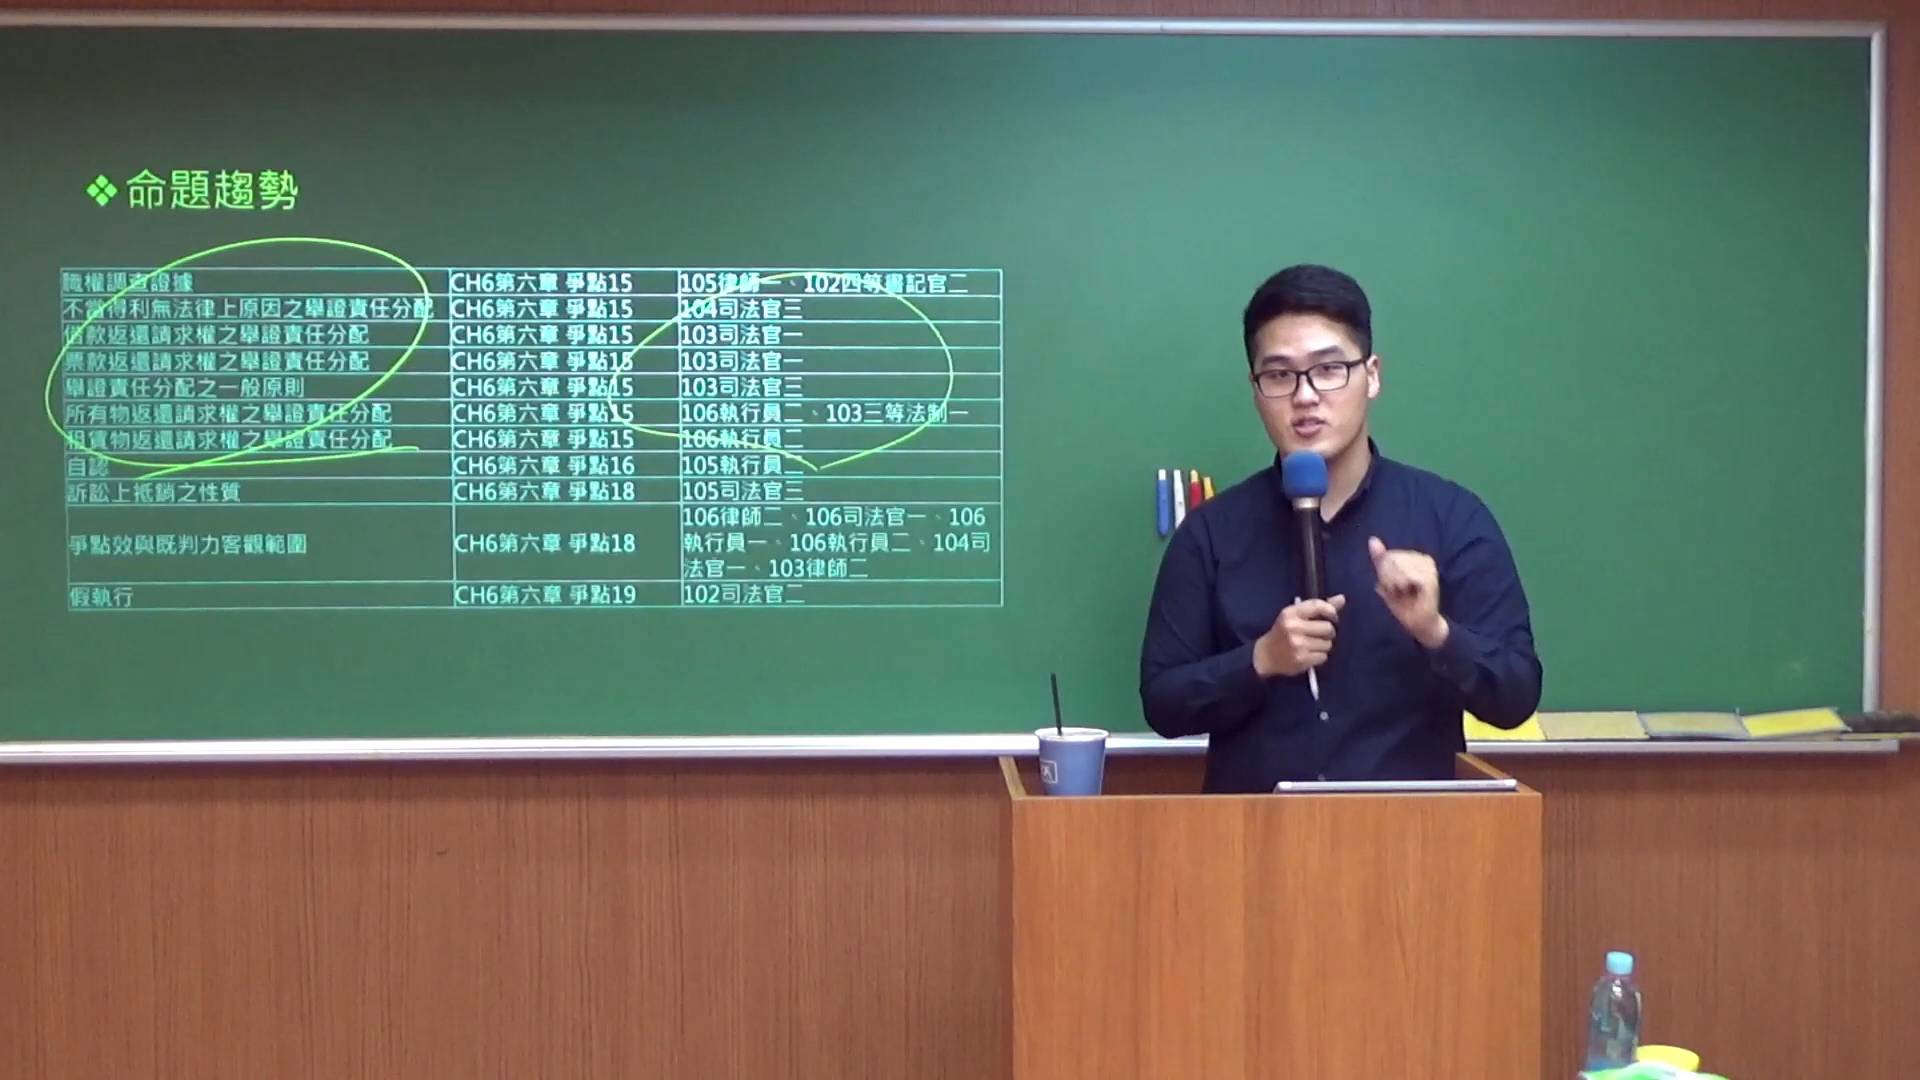 ❖命題趨勢
職權調查證據 CH6第六章 爭點15 105律師一、102四等書記官二
不當得利無法律上原因之舉證責任分配 CH6第六章 爭點15 104司法官三
借款返還請求權之舉證責任分配 CH6第六章 爭點15 103司法官一
票款返還請求權之舉證責任分配 CH6第六章 爭點15 103司法官一
舉證責任分配之一般原則 CH6第六章 爭點15 103司法官三
所有物返還請求權之舉證責任分配 CH6第六章 爭點15 106執行員二、103三等法制一
租賃物返還請求權之舉證責任分配 CH6第六章 爭點15 106執行員二
自認 CH6第六章 爭點16 105執行員二
訴訟上抵銷之性質 CH6第六章 爭點18 105司法官三
爭點效與既判力客觀範圍 CH6第六章 爭點18 106律師二、106司法官一、106
執行員一、106執行員二、104司
法官一、103律師二
假執行 CH6第六章 爭點19 102司法官二